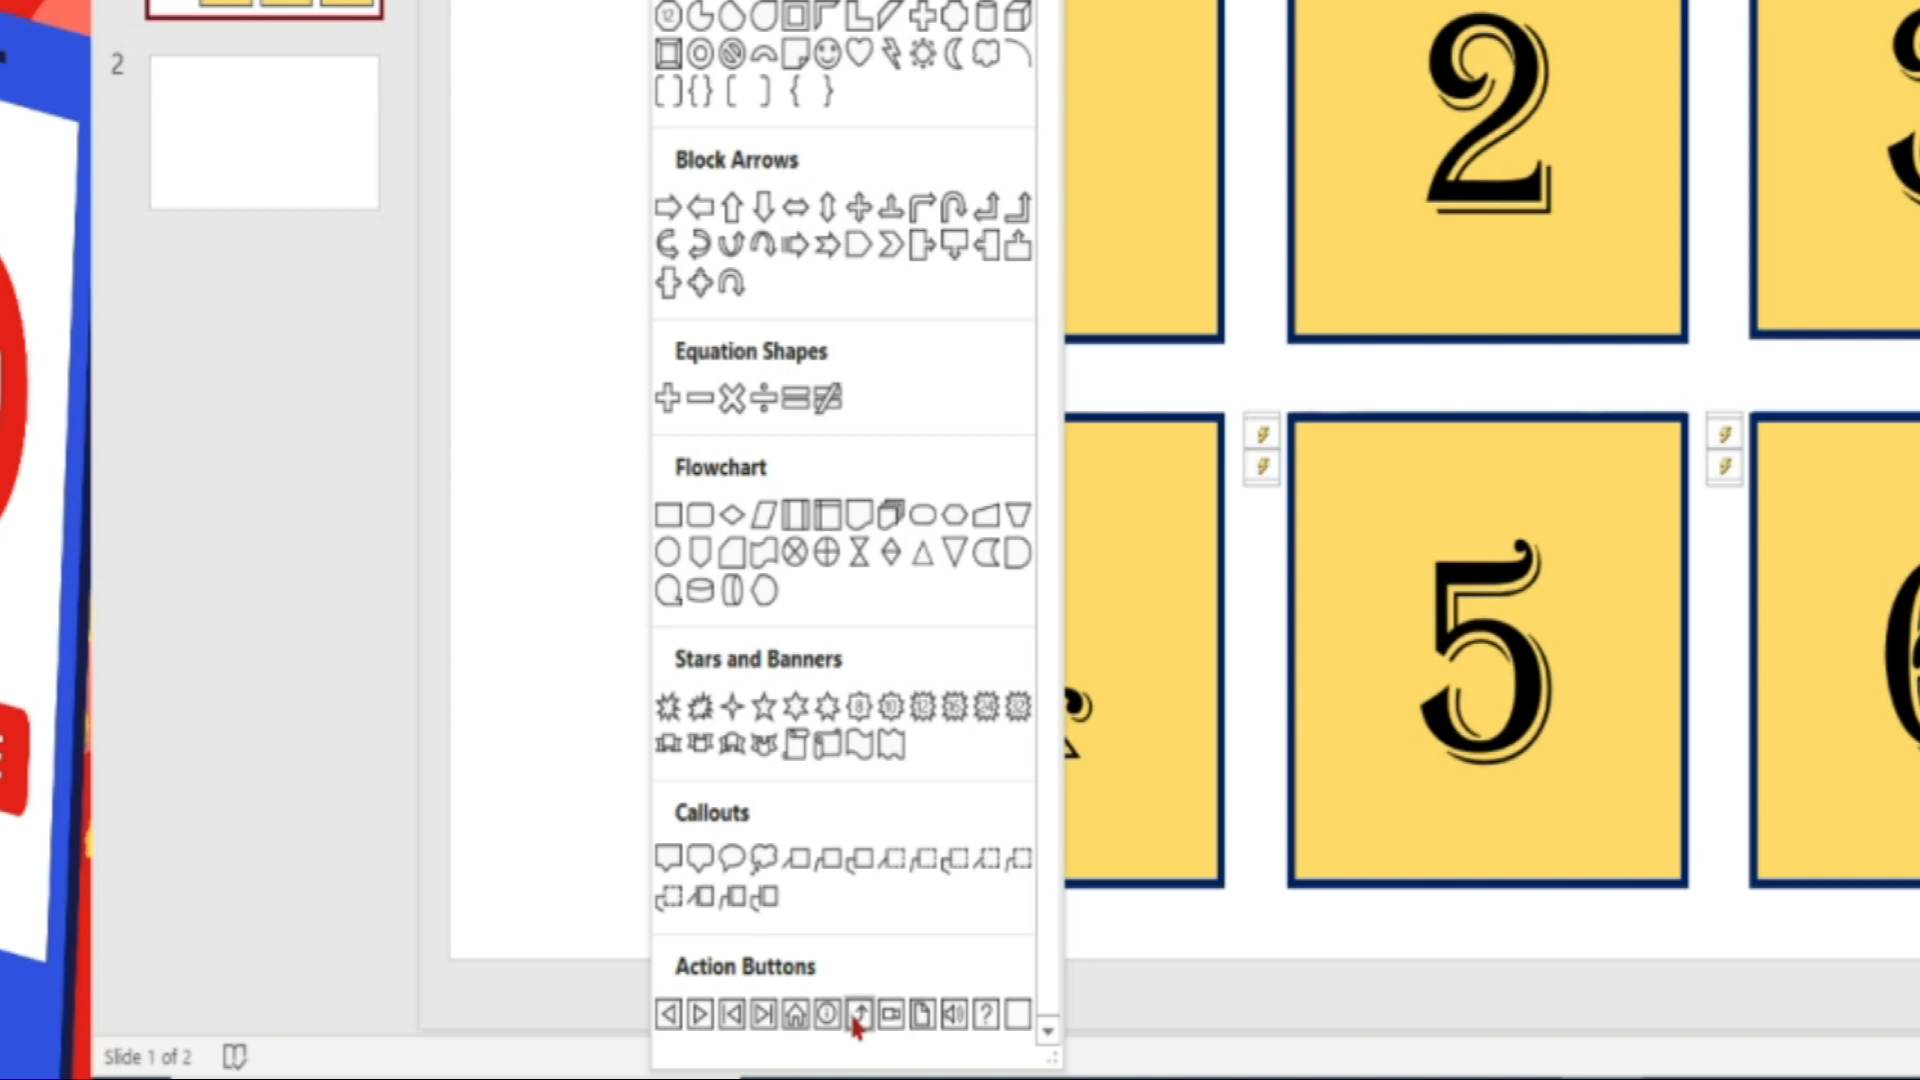 2
Block Arrows
Equation Shapes
Flowchart
Stars and Banners
Callouts
Action Buttons
2
5
Slide 1 of 2